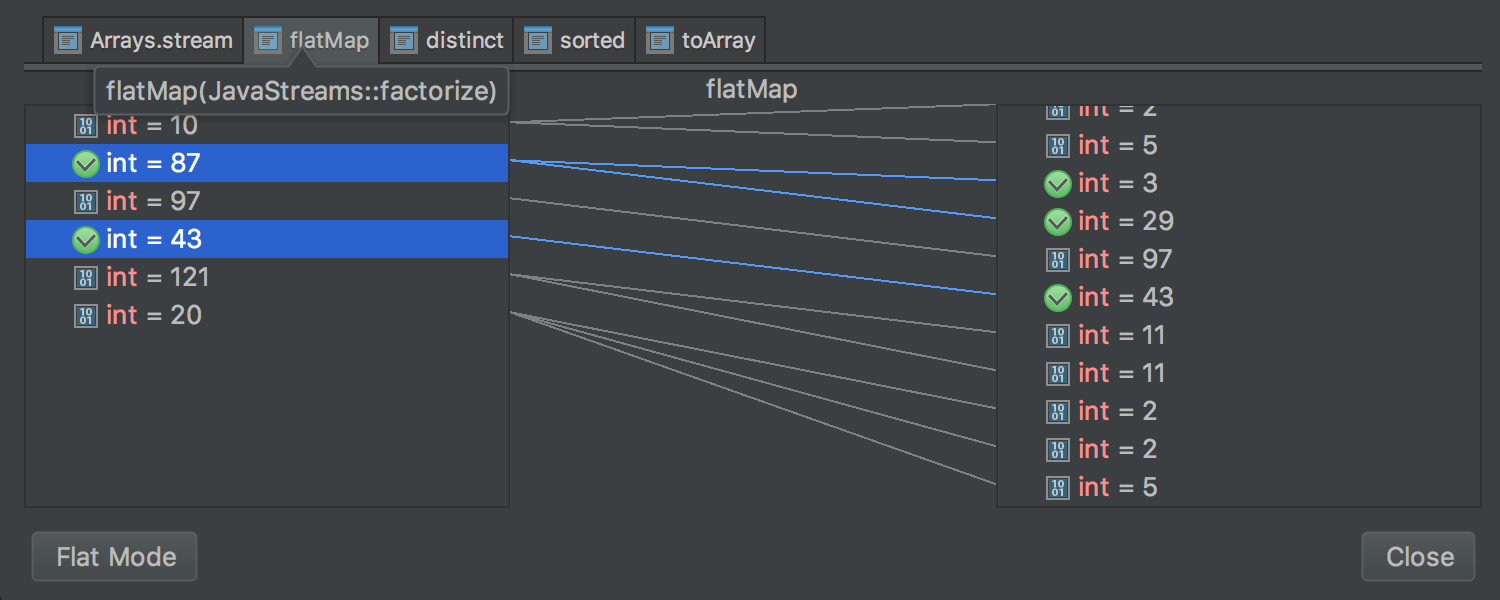 Arrays.stream flatMap distinct sorted toArray
flatMap(JavaStreams::factorize)
flatMap
int = 10
int = 87
int = 97
int = 43
int = 121
int = 20
int = 2
int = 5
int = 3
int = 29
int = 97
int = 43
int = 11
int = 11
int = 2
int = 2
int = 5
Flat Mode
Close